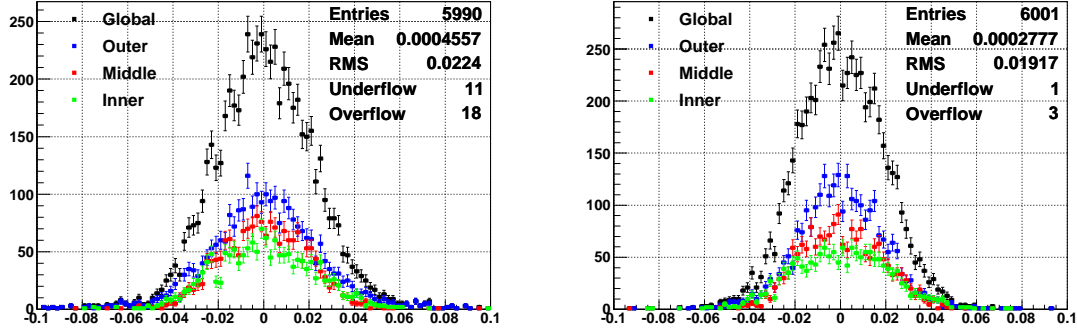 250
200
150
100
50
0
Global
Outer
Middle
Inner
Entries 5990
Mean 0.0004557
RMS 0.0224
Underflow 11
Overflow 18
-0.1 -0.08 -0.06 -0.04 -0.02 0 0.02 0.04 0.06 0.08 0.1
250
200
150
100
50
0
Global
Outer
Middle
Inner
Entries 6001
Mean 0.0002777
RMS 0.01917
Underflow 1
Overflow 3
-0.1 -0.08 -0.06 -0.04 -0.02 0 0.02 0.04 0.06 0.08 0.1